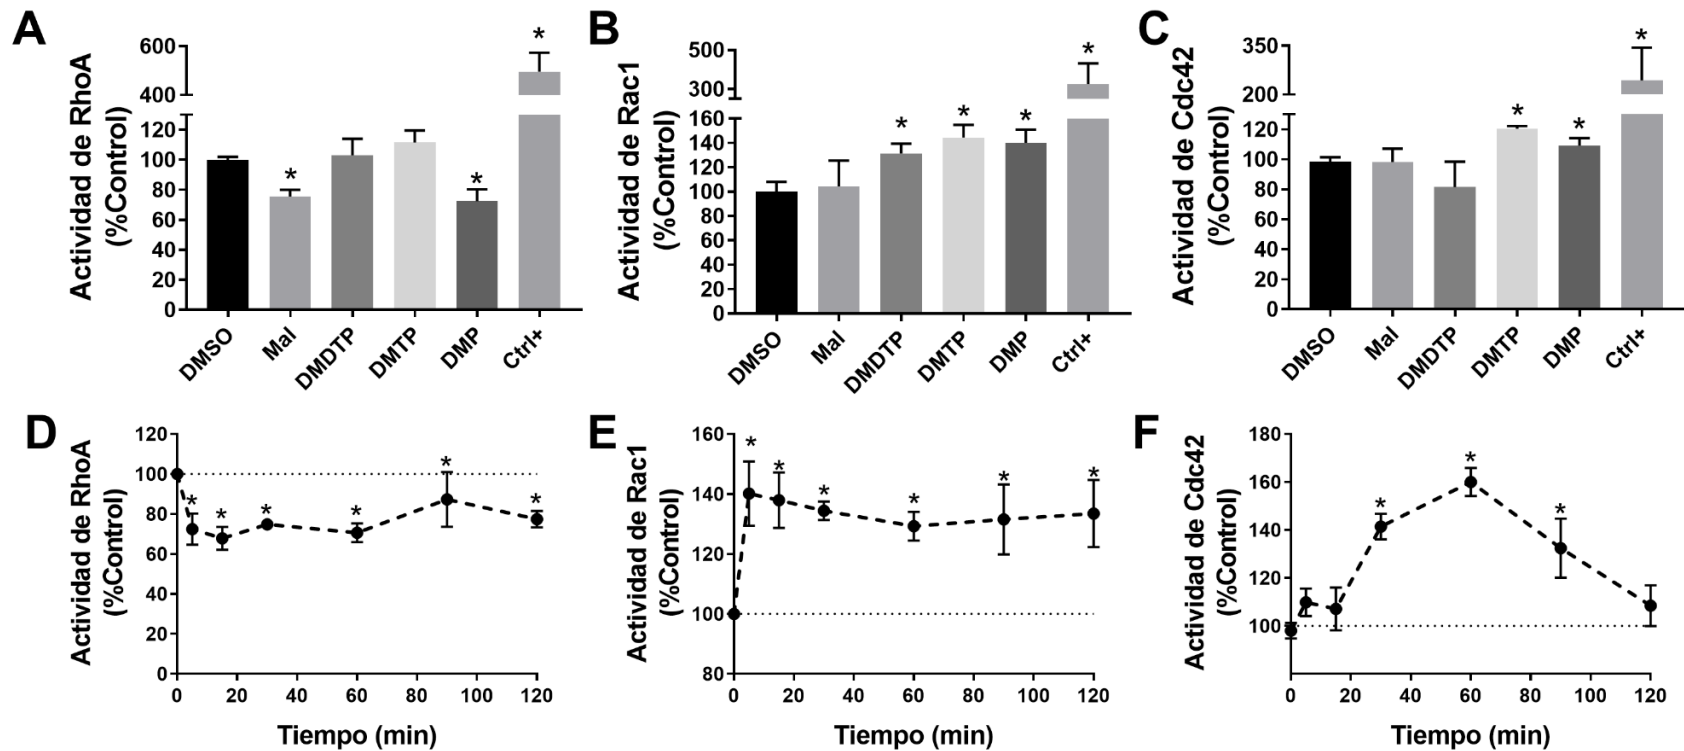 A
Actividad de RhoA
(%Control)
600
400
120
100
80
60
40
20
0
*
*
*
DMSO
Mal
DMDTP
DMTP
DMP
Ctrl+
B
Actividad de Rac1
(%Control)
500
300
160
140
120
100
80
60
40
20
0
*
*
*
*
DMSO
Mal
DMDTP
DMTP
DMP
Ctrl+
C
Actividad de Cdc42
(%Control)
350
200
120
100
80
60
40
20
0
*
*
*
DMSO
Mal
DMDTP
DMTP
DMP
Ctrl+
D
Actividad de RhoA
(%Control)
120
100
80
60
40
20
0
*
*
*
*
*
*
0 20 40 60 80 100 120
Tiempo (min)
E
Actividad de Rac1
(%Control)
160
140
120
100
80
*
*
*
*
*
*
0 20 40 60 80 100 120
Tiempo (min)
F
Actividad de Cdc42
(%Control)
180
160
140
120
100
*
*
*
0 20 40 60 80 100 120
Tiempo (min)